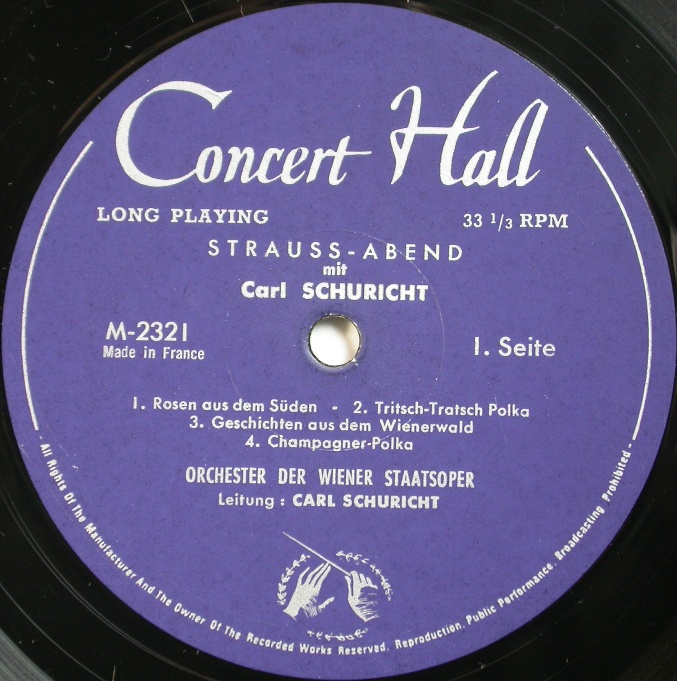 Concert Hall
LONG PLAYING 33 1/3 RPM
STRAUSS-ABEND
mit
Carl SCHURICHT
M-2321 1. Seite
Made in France
1. Rosen aus dem Süden - 2. Tritsch-Tratsch Polka
3. Geschichten aus dem Wienerwald
4. Champagner-Polka
ORCHESTER DER WIENER STAATSOPER
Leitung : CARL SCHURICHT
- All Rights Of The Manufacturer And The Owner Of The Recorded Works Reserved. Reproduction. Public Performance. Broadcasting Prohibited -